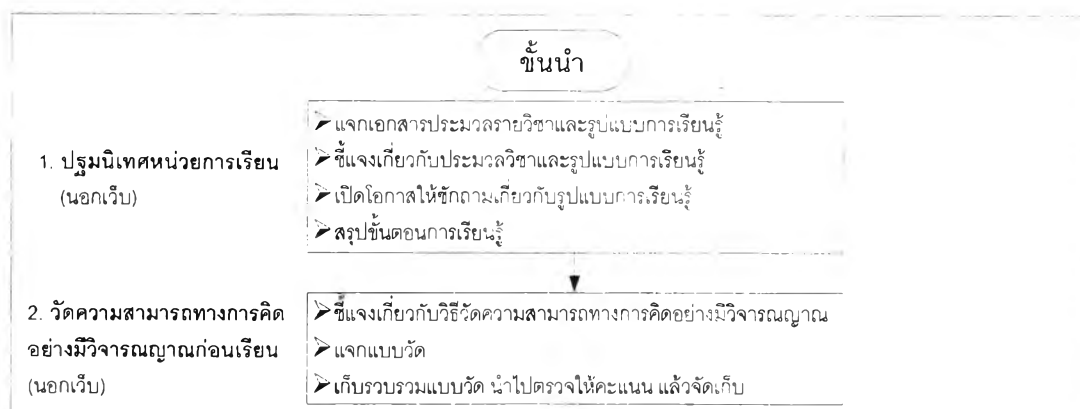 ขั้นนำ
1. ปฐมนิเทศหน่วยการเรียน
(นอกเว็บ)
➢แจกเอกสารประมวลรายวิชาและรูปแบบการเรียนรู้
➢ชี้แจงเกี่ยวกับประมวลวิชาและรูปแบบการเรียนรู้
➢เปิดโอกาสให้ซักถามเกี่ยวกับรูปแบบการเรียนรู้
➢สรุปขั้นตอนการเรียนรู้
2. วัดความสามารถทางการคิด
อย่างมีวิจารณญาณก่อนเรียน
(นอกเว็บ)
➢ชี้แจงเกี่ยวกับวิธีวัดความสามารถทางการคิดอย่างมีวิจารณญาณ
➢แจกแบบวัด
➢เก็บรวบรวมแบบวัด นำไปตรวจให้คะแนน แล้วจัดเก็บ